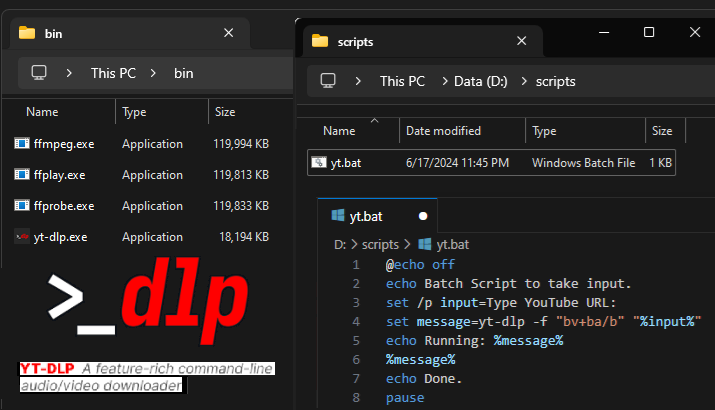 bin
This PC > bin
Name Type Size
ffmpeg.exe Application 119,994 KB
ffplay.exe Application 119,813 KB
ffprobe.exe Application 119,833 KB
yt-dlp.exe Application 18,194 KB
>_dlp
YT-DLP A feature-rich command-line
audio/video downloader
scripts
> This PC > Data (D:) > scripts
Name Date modified Type Size
yt.bat 6/17/2024 11:45 PM Windows Batch File 1 KB
yt.bat
D: > scripts > yt.bat
1 @echo off
2 echo Batch Script to take input.
3 set /p input=Type YouTube URL:
4 set message=yt-dlp -f "bv+ba/b" "%input%"
5 echo Running: %message%
6 %message%
7 echo Done.
8 pause